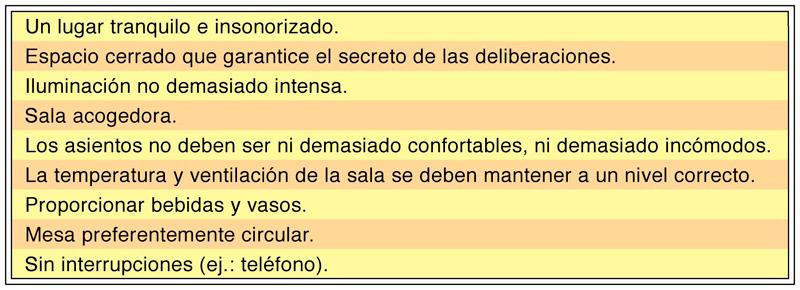 Un lugar tranquilo e insonorizado.
Espacio cerrado que garantice el secreto de las deliberaciones.
Iluminación no demasiado intensa.
Sala acogedora.
Los asientos no deben ser ni demasiado confortables, ni demasiado incómodos.
La temperatura y ventilación de la sala se deben mantener a un nivel correcto.
Proporcionar bebidas y vasos.
Mesa preferentemente circular.
Sin interrupciones (ej.: teléfono).